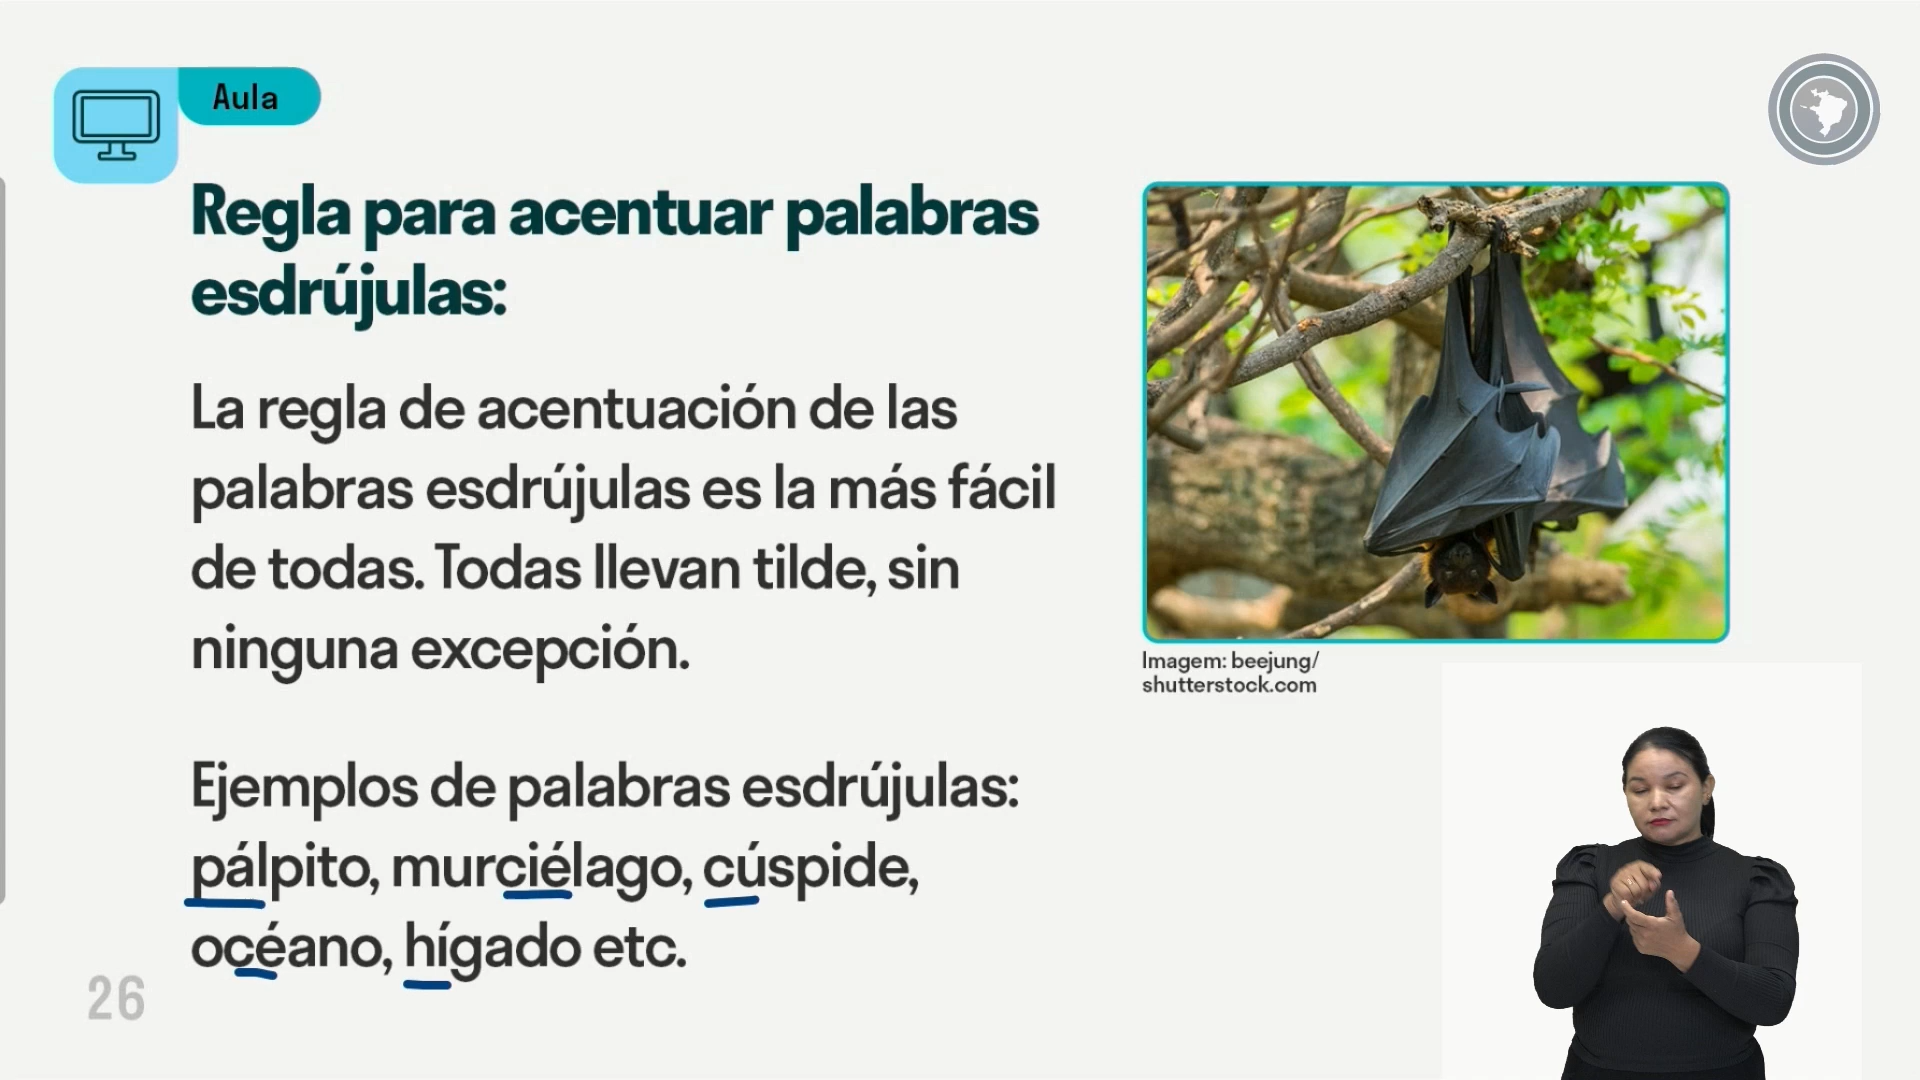 Aula
Regla para acentuar palabras
esdrújulas:
La regla de acentuación de las
palabras esdrújulas es la más fácil
de todas. Todas llevan tilde, sin
ninguna excepción.
Ejemplos de palabras esdrújulas:
pálpito, murciélago, cúspide,
océano, hígado etc.
Imagem: beejung/
shutterstock.com
26